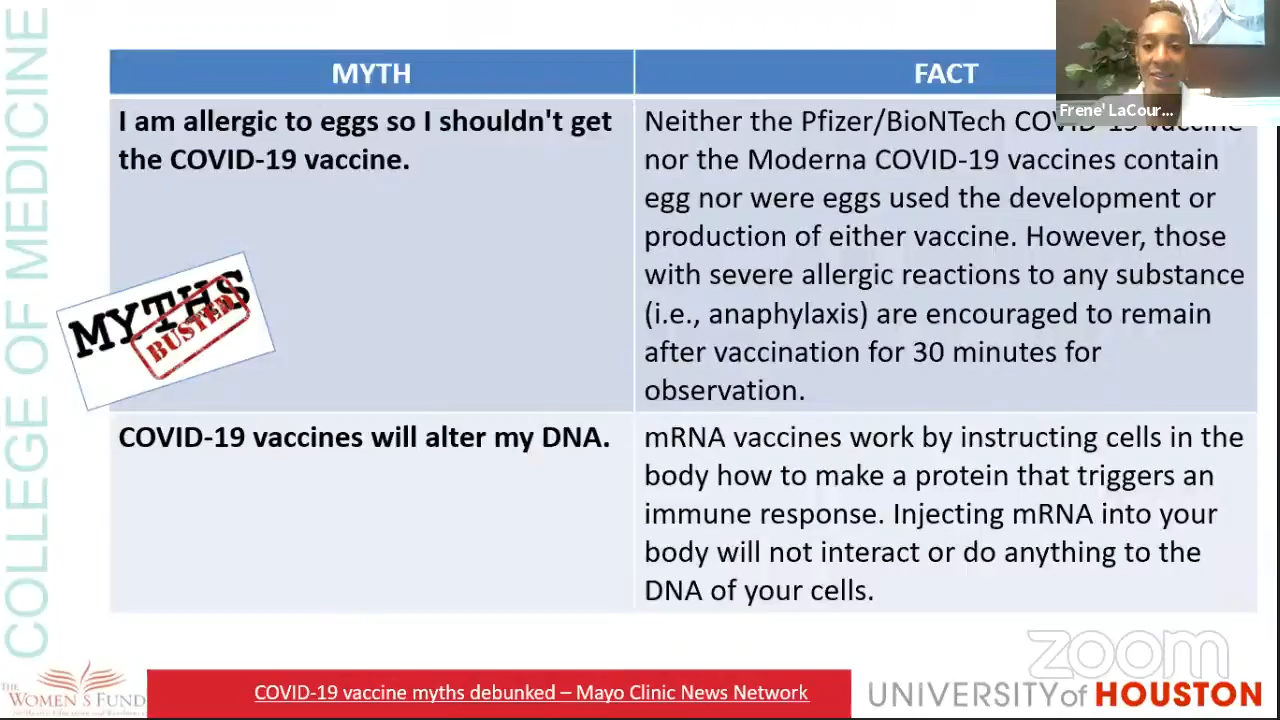 COLLEGE OF MEDICINE
MYTH
FACT
Frene' LaCour...
I am allergic to eggs so I shouldn't get
the COVID-19 vaccine.
Neither the Pfizer/BioNTech COVID-19 vaccine
nor the Moderna COVID-19 vaccines contain
egg nor were eggs used the development or
production of either vaccine. However, those
with severe allergic reactions to any substance
(i.e., anaphylaxis) are encouraged to remain
after vaccination for 30 minutes for
observation.
MYTHS
BUSTED
COVID-19 vaccines will alter my DNA.
mRNA vaccines work by instructing cells in the
body how to make a protein that triggers an
immune response. Injecting mRNA into your
body will not interact or do anything to the
DNA of your cells.
zoom
THE
WOMEN'S FUND
COVID-19 vaccine myths debunked – Mayo Clinic News Network
UNIVERSITY of HOUSTON